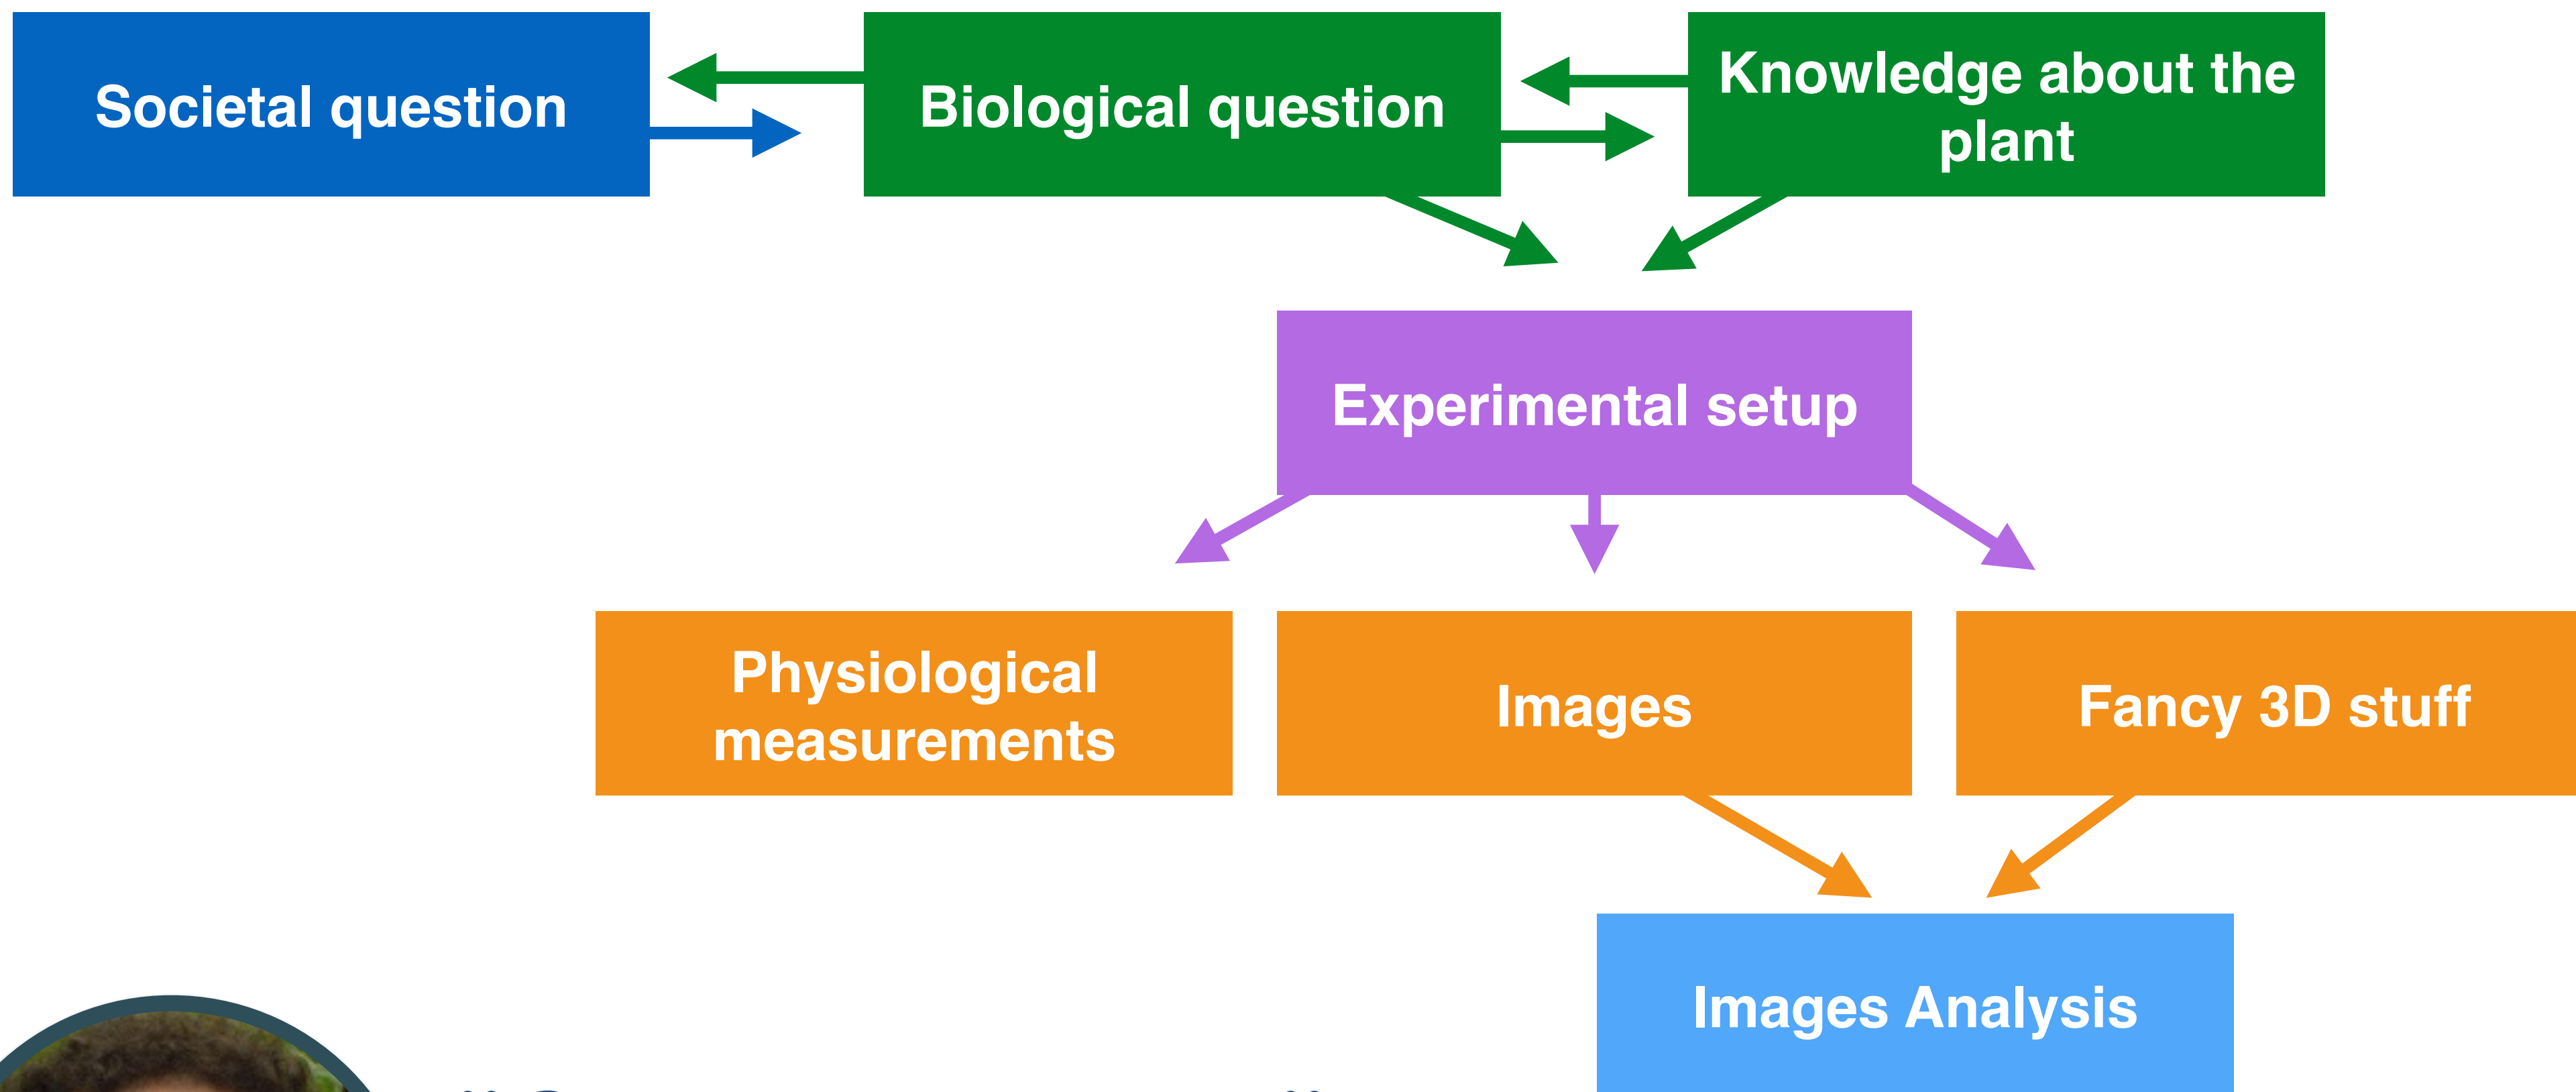 Societal question
Biological question
Knowledge about the
plant
Experimental setup
Physiological
measurements
Images
Fancy 3D stuff
Images Analysis